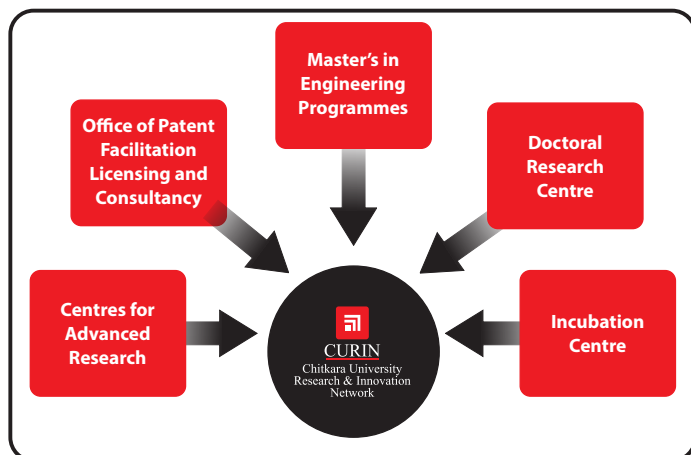 Master's in
Engineering
Programmes
Office of Patent
Facilitation
Licensing and
Consultancy
Doctoral
Research
Centre
Centres for
Advanced
Research
Incubation
Centre
CURIN
Chitkara University
Research & Innovation
Network